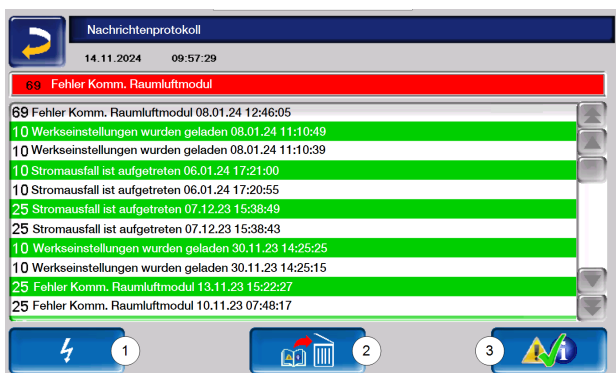 Nachrichtenprotokoll
14.11.2024 09:57:29
69 Fehler Komm. Raumluftmodul
69 Fehler Komm. Raumluftmodul 08.01.24 12:46:05
10 Werkseinstellungen wurden geladen 08.01.24 11:10:49
10 Werkseinstellungen wurden geladen 08.01.24 11:10:39
10 Stromausfall ist aufgetreten 06.01.24 17:21:00
10 Stromausfall ist aufgetreten 06.01.24 17:20:55
25 Stromausfall ist aufgetreten 07.12.23 15:38:49
25 Stromausfall ist aufgetreten 07.12.23 15:38:43
10 Werkseinstellungen wurden geladen 30.11.23 14:25:25
10 Werkseinstellungen wurden geladen 30.11.23 14:25:15
25 Fehler Komm. Raumluftmodul 13.11.23 15:22:27
25 Fehler Komm. Raumluftmodul 10.11.23 07:48:17
1 2 3